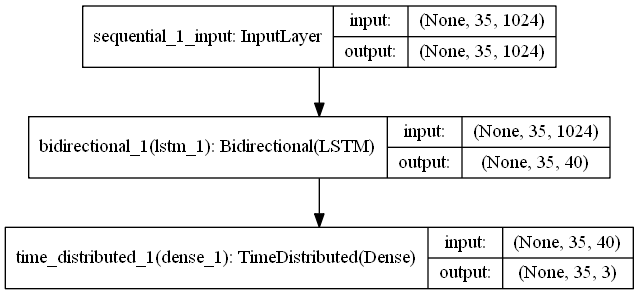 sequential_1_input: InputLayer
input: (None, 35, 1024)
output: (None, 35, 1024)
bidirectional_1(lstm_1): Bidirectional(LSTM)
input: (None, 35, 1024)
output: (None, 35, 40)
time_distributed_1(dense_1): TimeDistributed(Dense)
input: (None, 35, 40)
output: (None, 35, 3)